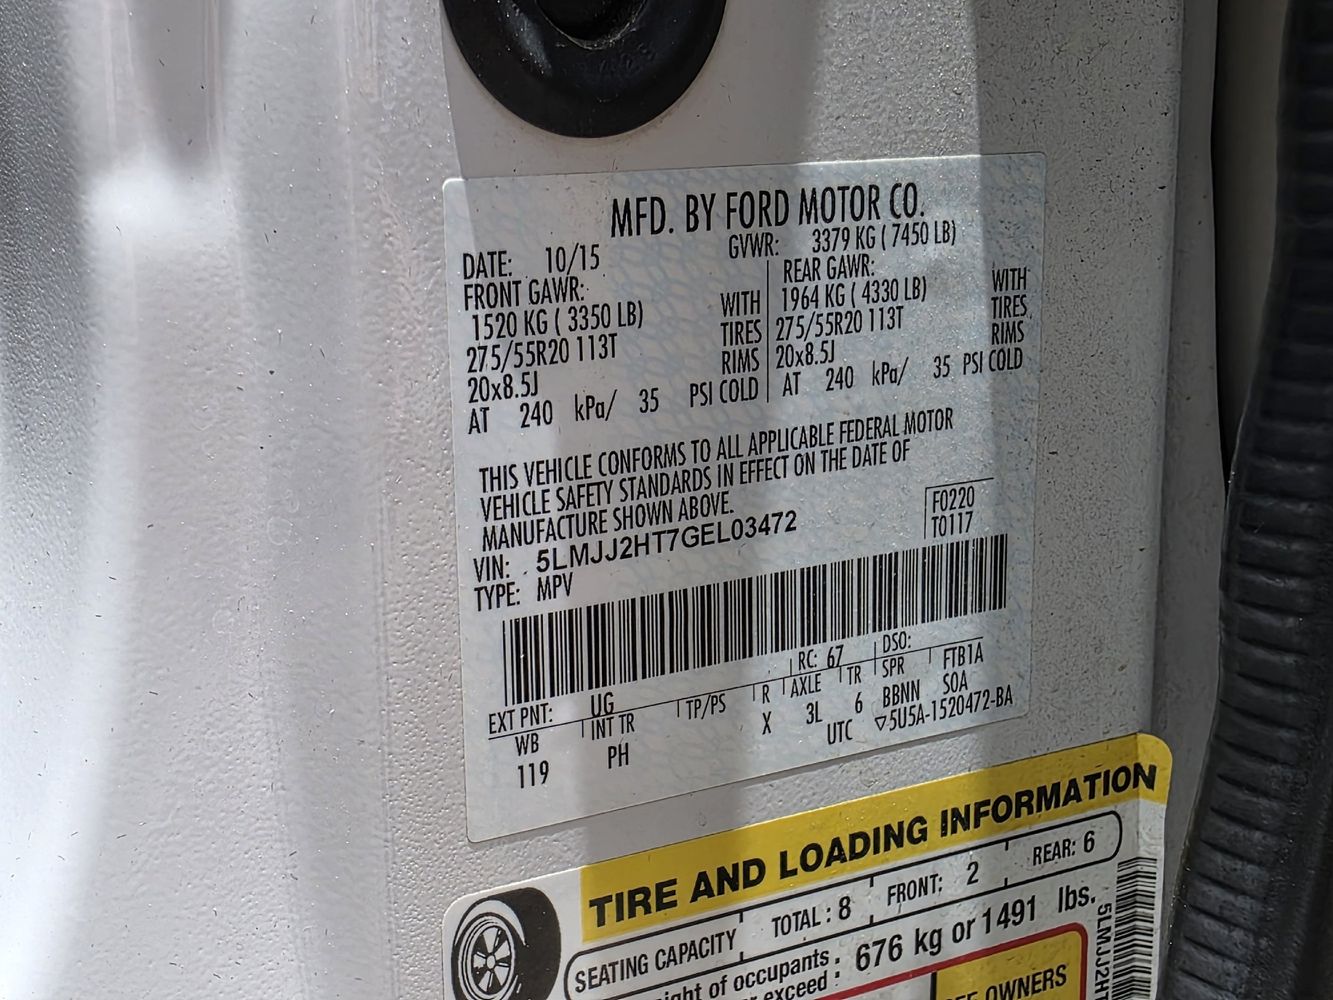 MFD. BY FORD MOTOR CO.
DATE: 10/15 GVWR: 3379 KG ( 7450 LB)
FRONT GAWR: REAR GAWR:
1520 KG ( 3350 LB) WITH 1964 KG ( 4330 LB) WITH
275/55R20 113T TIRES 275/55R20 113T TIRES
20x8.5J RIMS 20x8.5J RIMS
AT 240 kPa/ 35 PSI COLD AT 240 kPa/ 35 PSI COLD
THIS VEHICLE CONFORMS TO ALL APPLICABLE FEDERAL MOTOR
VEHICLE SAFETY STANDARDS IN EFFECT ON THE DATE OF
MANUFACTURE SHOWN ABOVE.
F0220
T0117
VIN: 5LMJJ2HT7GEL03472
TYPE: MPV
EXT PNT: UG RC: 67 DSO: FTB1A
WB INT TR TP/PS R AXLE TR SPR SOA
119 PH X 3L 6 BBNN
UTC ▽5U5A-1520472-BA
TIRE AND LOADING INFORMATION
SEATING CAPACITY TOTAL : 8 FRONT: 2 REAR: 6
ght of occupants : 676 kg or 1491 lbs.
exceed :
OWNERS
5LMJJ2HT